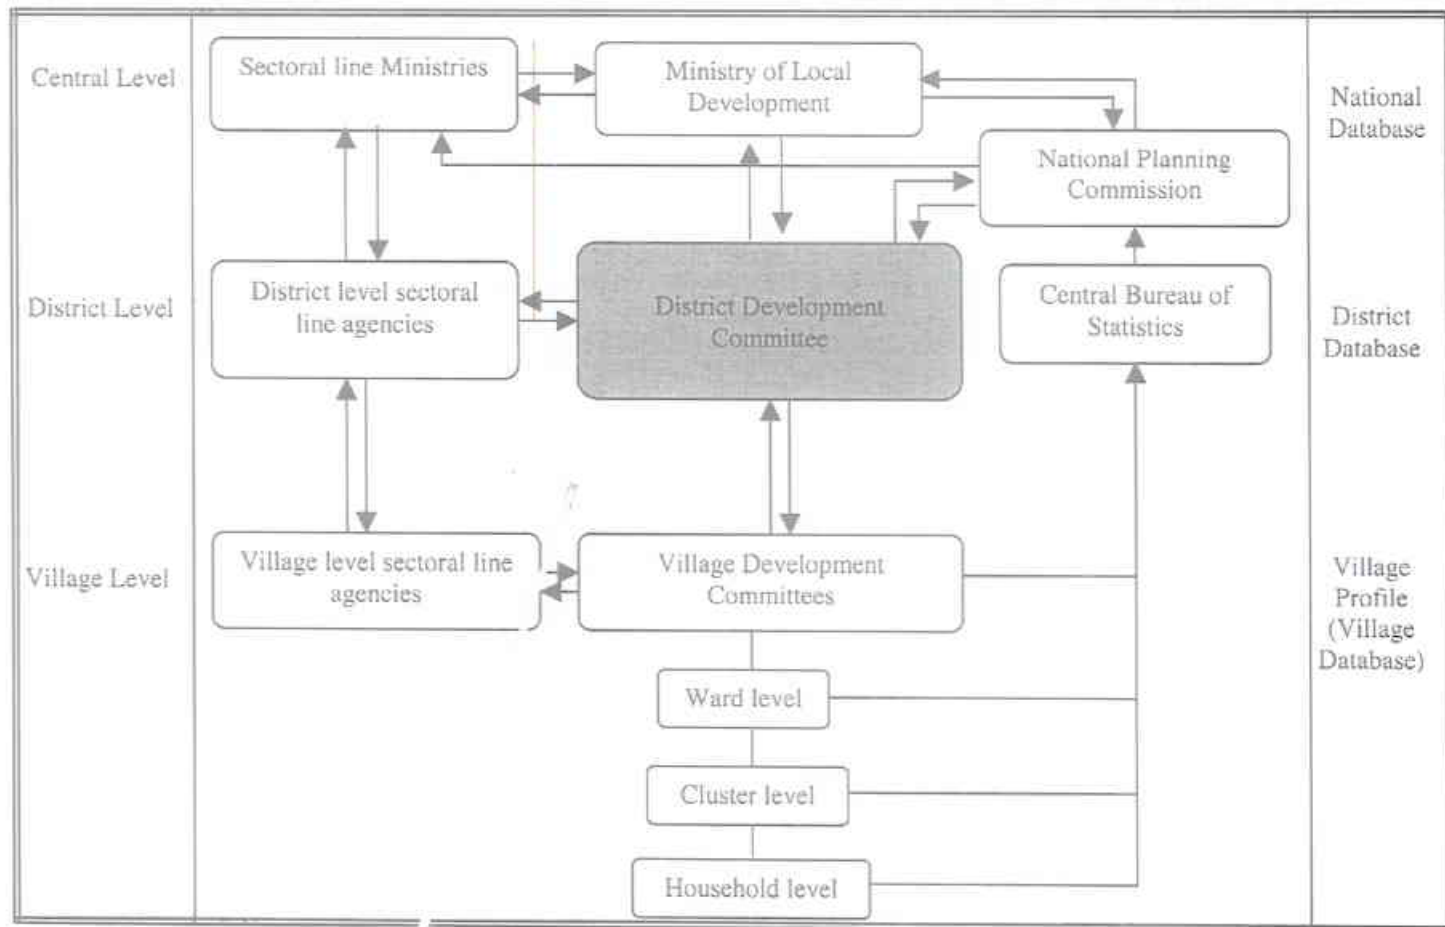 Central Level
Sectoral line Ministries
Ministry of Local
Development
National Planning
Commission
National
Database
District Level
District level sectoral
line agencies
District Development
Committee
Central Bureau of
Statistics
District
Database
Village Level
Village level sectoral line
agencies
Village Development
Committees
Village
Profile
(Village
Database)
Ward level
Cluster level
Household level